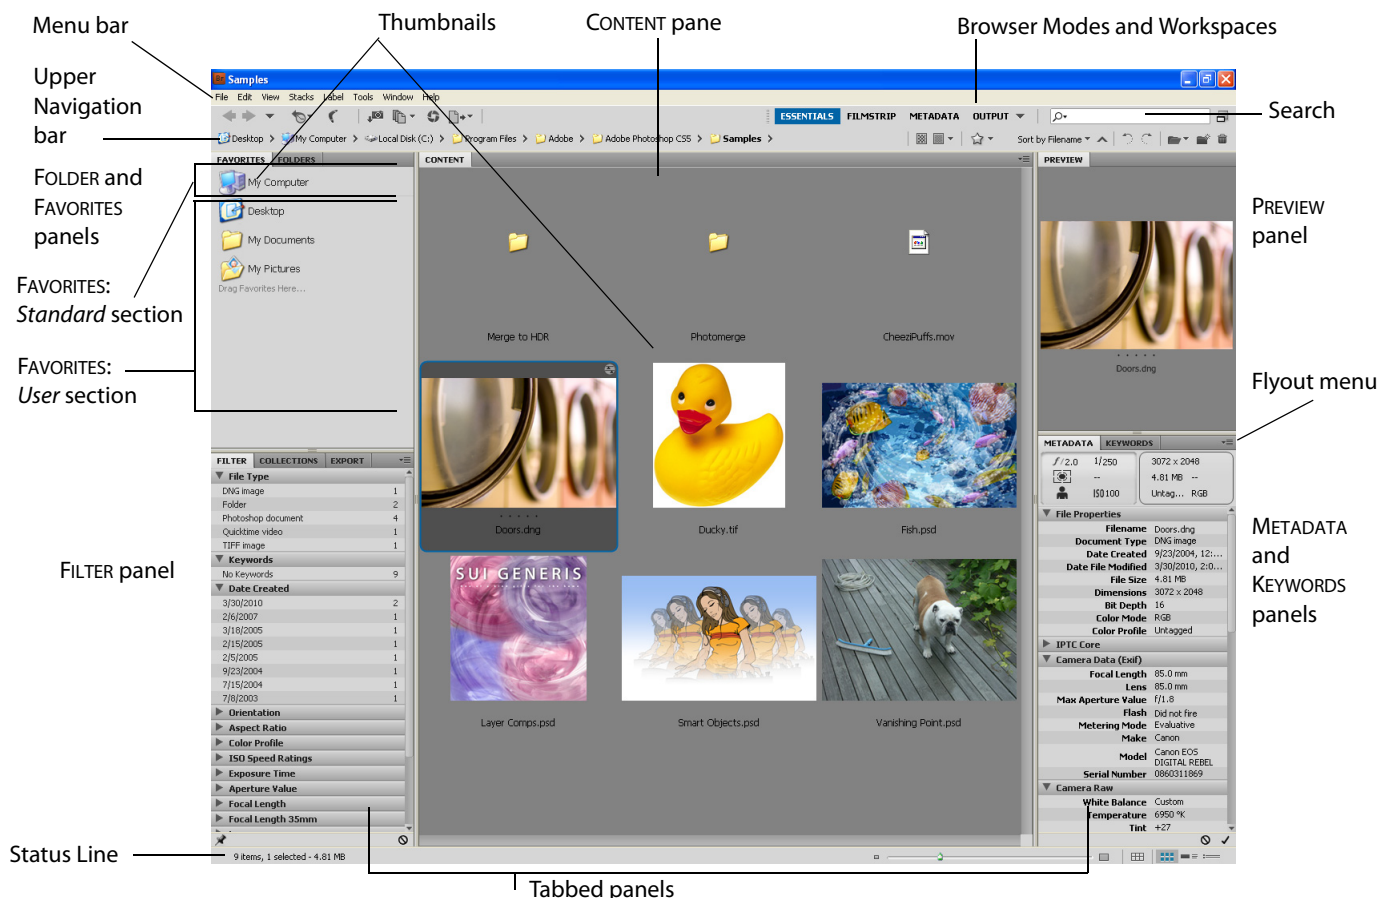 Menu bar
Thumbnails
CONTENT pane
Browser Modes and Workspaces
Upper
Navigation
bar
Search
FOLDER and
FAVORITES
panels
PREVIEW
panel
FAVORITES:
Standard section
FAVORITES:
User section
Flyout menu
FILTER panel
METADATA
and
KEYWORDS
panels
Status Line
Tabbed panels
Br Samples
File Edit View Stacks Label Tools Window Help
ESSENTIALS FILMSTRIP METADATA OUTPUT
Desktop > My Computer > Local Disk (C:) > Program Files > Adobe > Adobe Photoshop CS5 > Samples >
Sort by Filename
FAVORITES FOLDERS
My Computer
Desktop
My Documents
My Pictures
Drag Favorites Here...
FILTER COLLECTIONS EXPORT
File Type
DNG image 1
Folder 2
Photoshop document 4
Quicktime video 1
TIFF image 1
Keywords
No Keywords 9
Date Created
3/30/2010 2
2/6/2007 1
3/18/2005 1
2/15/2005 1
2/5/2005 1
9/23/2004 1
7/15/2004 1
7/8/2003 1
Orientation
Aspect Ratio
Color Profile
ISO Speed Ratings
Exposure Time
Aperture Value
Focal Length
Focal Length 35mm
9 items, 1 selected - 4.81 MB
CONTENT
Merge to HDR
Photomerge
CheeziPuffs.mov
Doors.dng
Ducky.tif
Fish.psd
SUI GENERIS
Layer Comps.psd
Smart Objects.psd
Vanishing Point.psd
PREVIEW
Doors.dng
METADATA KEYWORDS
f/2.0 1/250
--
ISO100
3072 x 2048
4.81 MB --
Untag... RGB
File Properties
Filename Doors.dng
Document Type DNG image
Date Created 9/23/2004, 12:...
Date File Modified 3/30/2010, 2:0...
File Size 4.81 MB
Dimensions 3072 x 2048
Bit Depth 16
Color Mode RGB
Color Profile Untagged
IPTC Core
Camera Data (Exif)
Focal Length 85.0 mm
Lens 85.0 mm
Max Aperture Value f/1.8
Flash Did not fire
Metering Mode Evaluative
Make Canon
Model Canon EOS
DIGITAL REBEL
Serial Number 0860311869
Camera Raw
White Balance Custom
Temperature 6950 °K
Tint +27